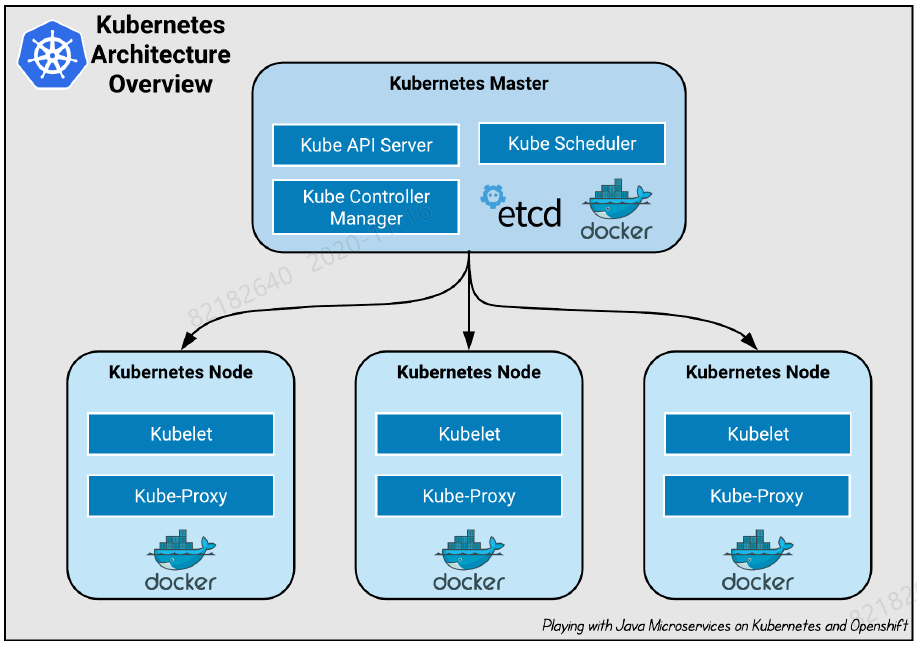 Kubernetes
Architecture
Overview
Kubernetes Master
Kube API Server
Kube Scheduler
Kube Controller
Manager
etcd
docker
82182640 2020-11-16
Kubernetes Node
Kubelet
Kube-Proxy
docker
Kubernetes Node
Kubelet
Kube-Proxy
docker
Kubernetes Node
Kubelet
Kube-Proxy
docker
Playing with Java Microservices on Kubernetes and Openshift